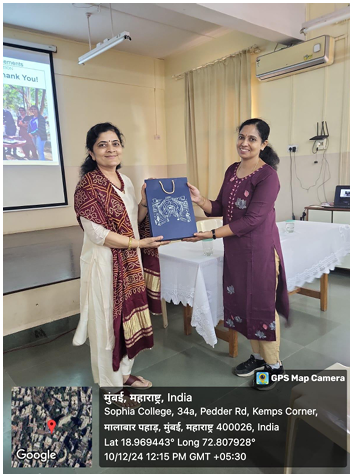 ements
hank You!
GPS Map Camera
मुंबई, महाराष्ट्र, India
Sophia College, 34a, Pedder Rd, Kemps Corner,
मालाबार पहाड़, मुंबई, महाराष्ट्र 400026, India
Lat 18.969443° Long 72.807928°
10/12/24 12:15 PM GMT +05:30
Google